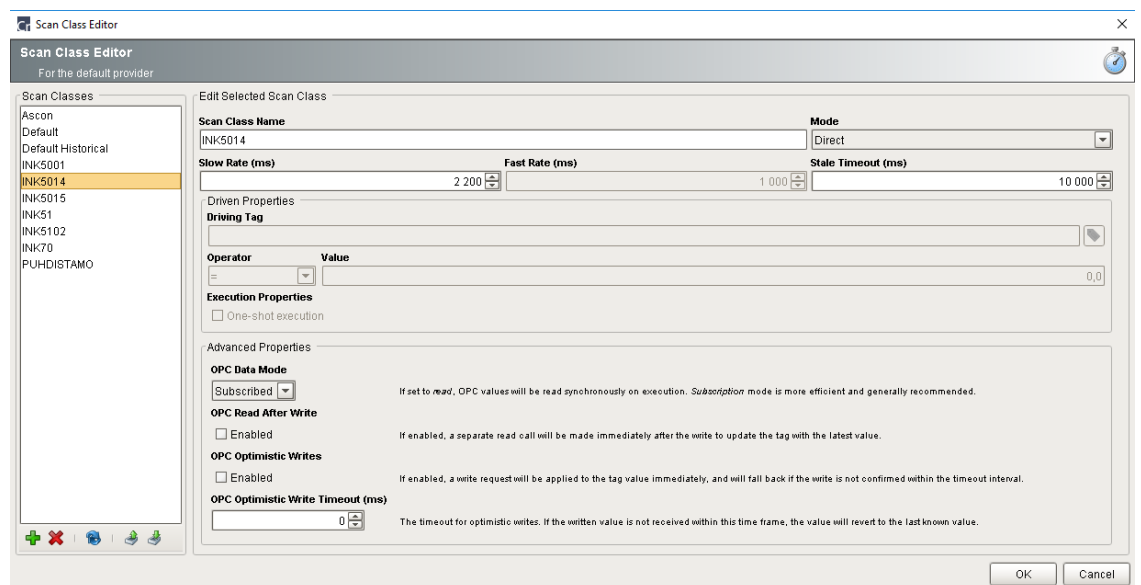 Scan Class Editor
Scan Class Editor
For the default provider
Scan Classes
Ascon
Default
Default Historical
INK5001
INK5014
INK5015
INK51
INK5102
INK70
PUHDISTAMO
Edit Selected Scan Class
Scan Class Name Mode
INK5014 Direct
Slow Rate (ms) Fast Rate (ms) Stale Timeout (ms)
2 200 1 000 10 000
Driven Properties
Driving Tag
Operator Value
= 0,0
Execution Properties
One-shot execution
Advanced Properties
OPC Data Mode
Subscribed If set to read, OPC values will be read synchronously on execution. Subscription mode is more efficient and generally recommended.
OPC Read After Write
Enabled If enabled, a separate read call will be made immediately after the write to update the tag with the latest value.
OPC Optimistic Writes
Enabled If enabled, a write request will be applied to the tag value immediately, and will fall back if the write is not confirmed within the timeout interval.
OPC Optimistic Write Timeout (ms)
0 The timeout for optimistic writes. If the written value is not received within this time frame, the value will revert to the last known value.
OK Cancel